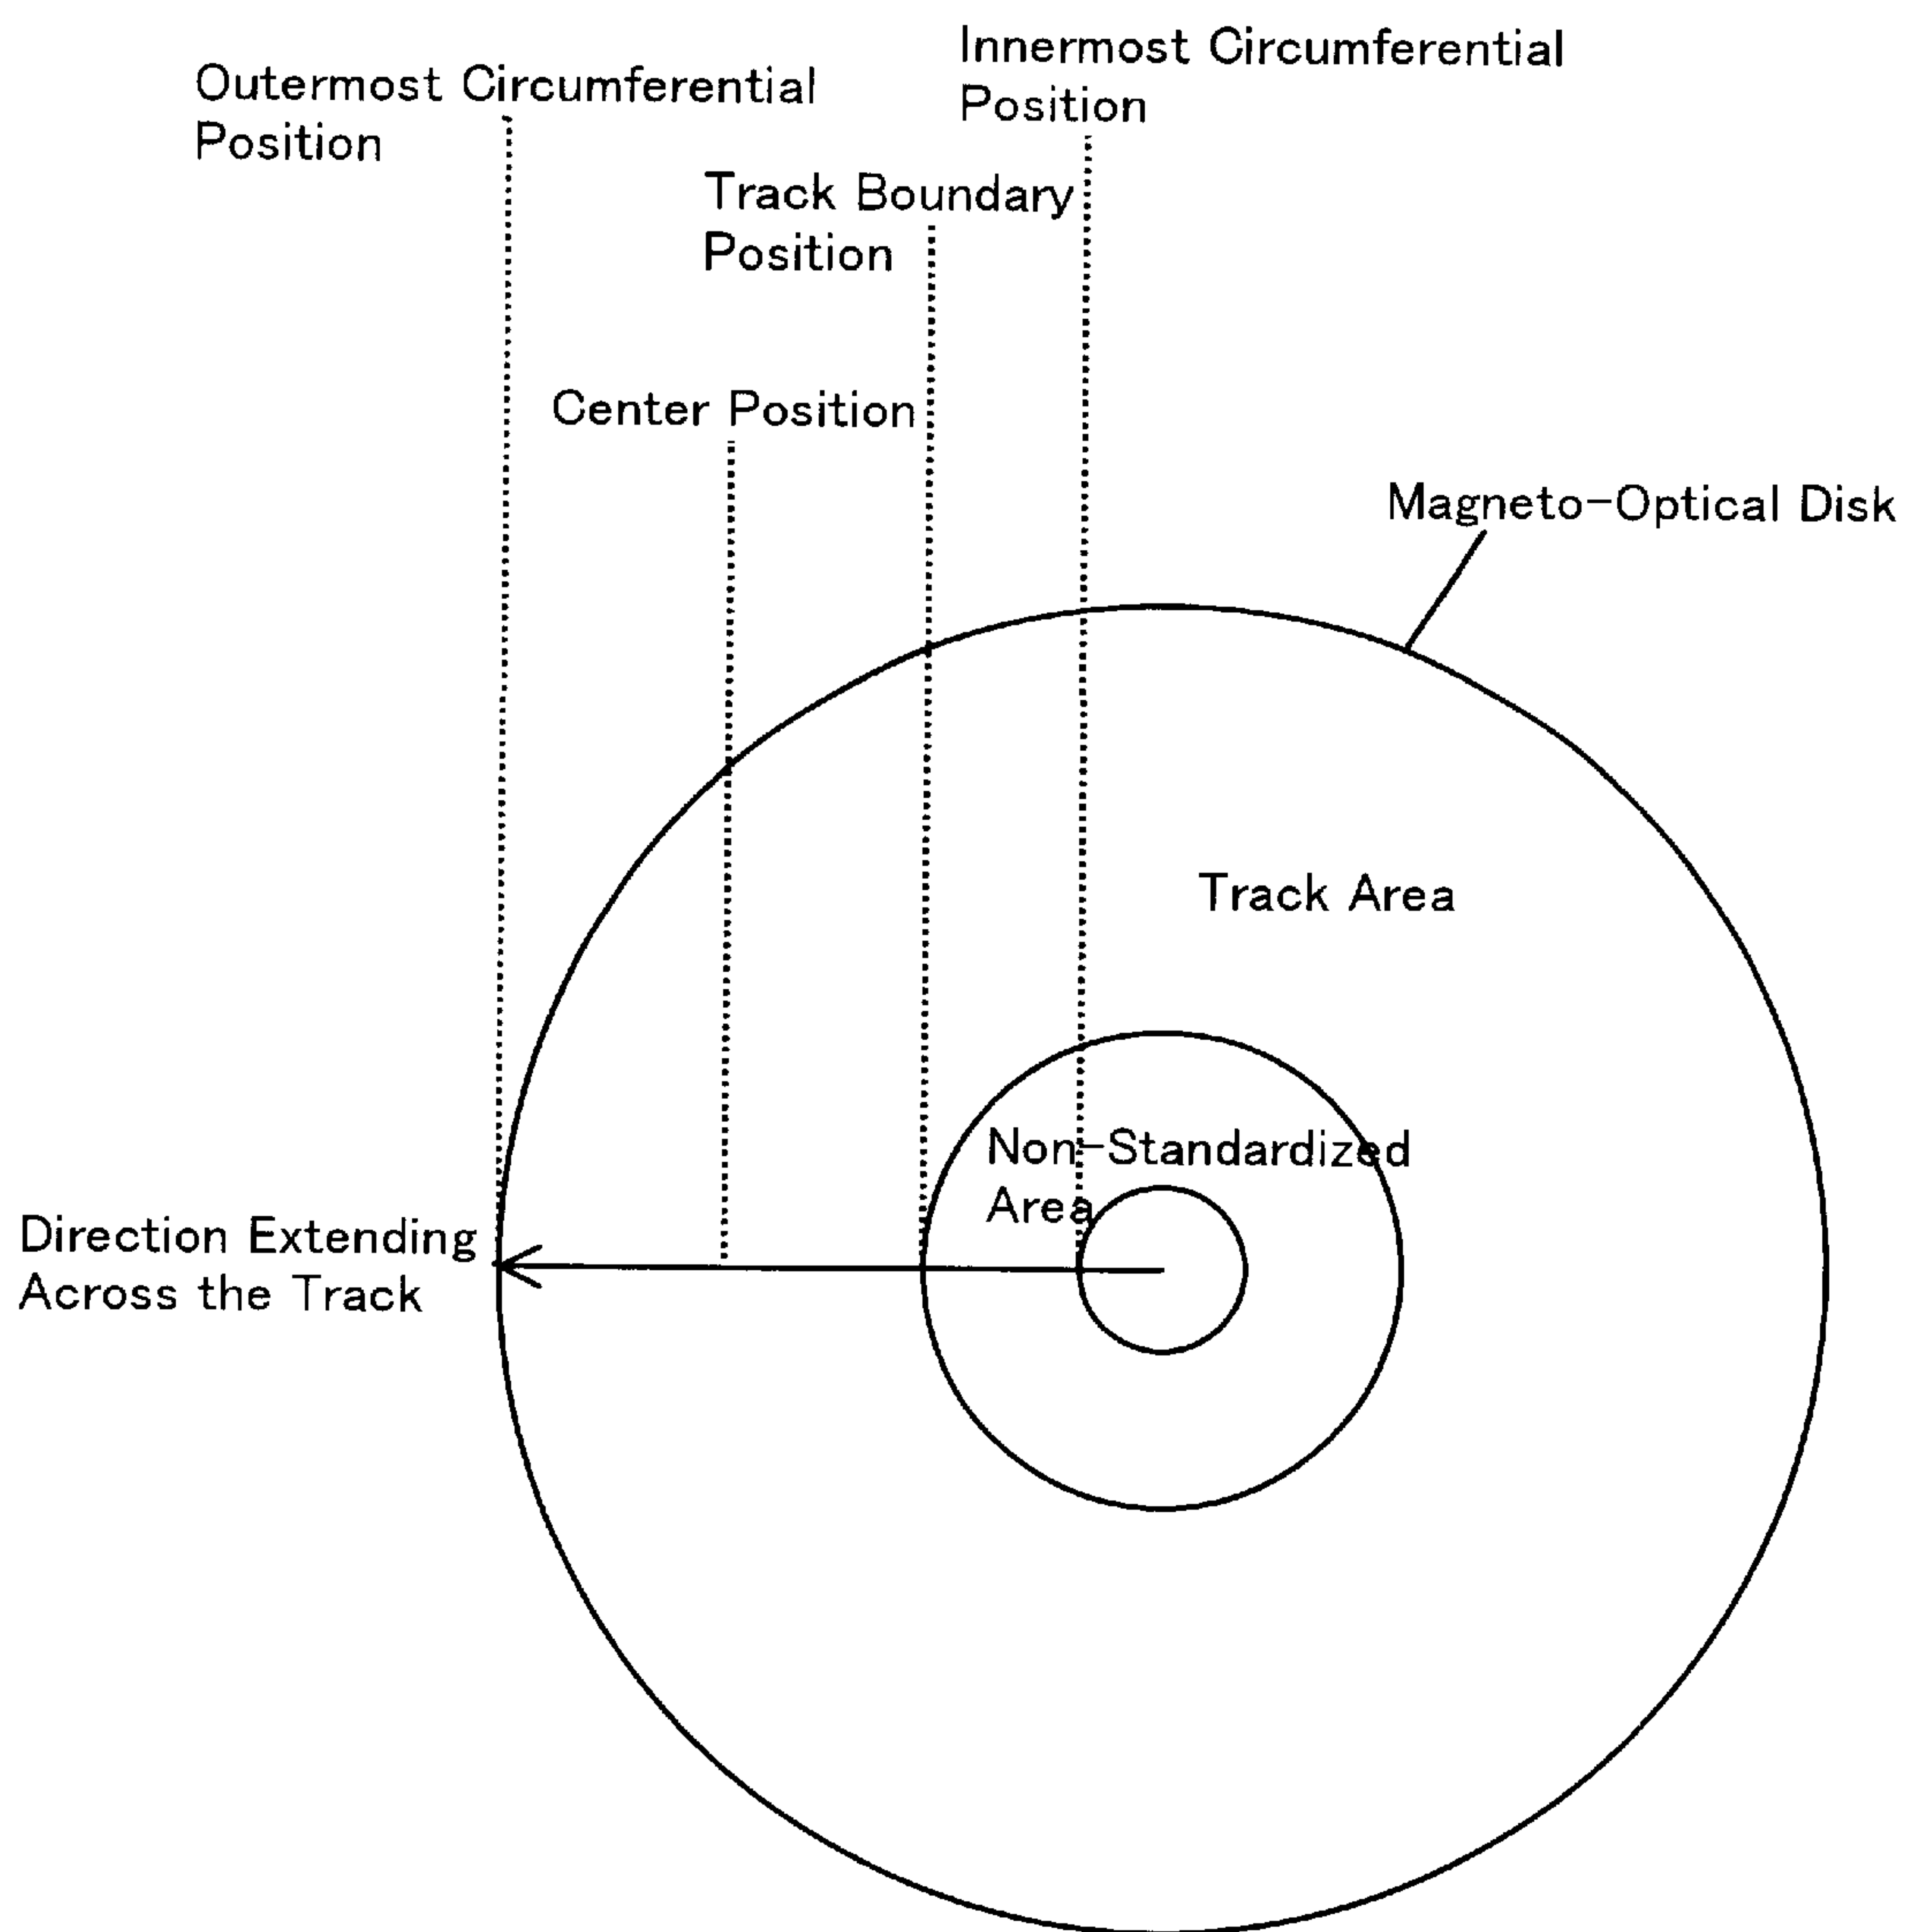 Innermost Circumferential
Position
Outermost Circumferential
Position
Track Boundary
Position
Center Position
Magneto-Optical Disk
Track Area
Non-Standardized
Area
Direction Extending
Across the Track